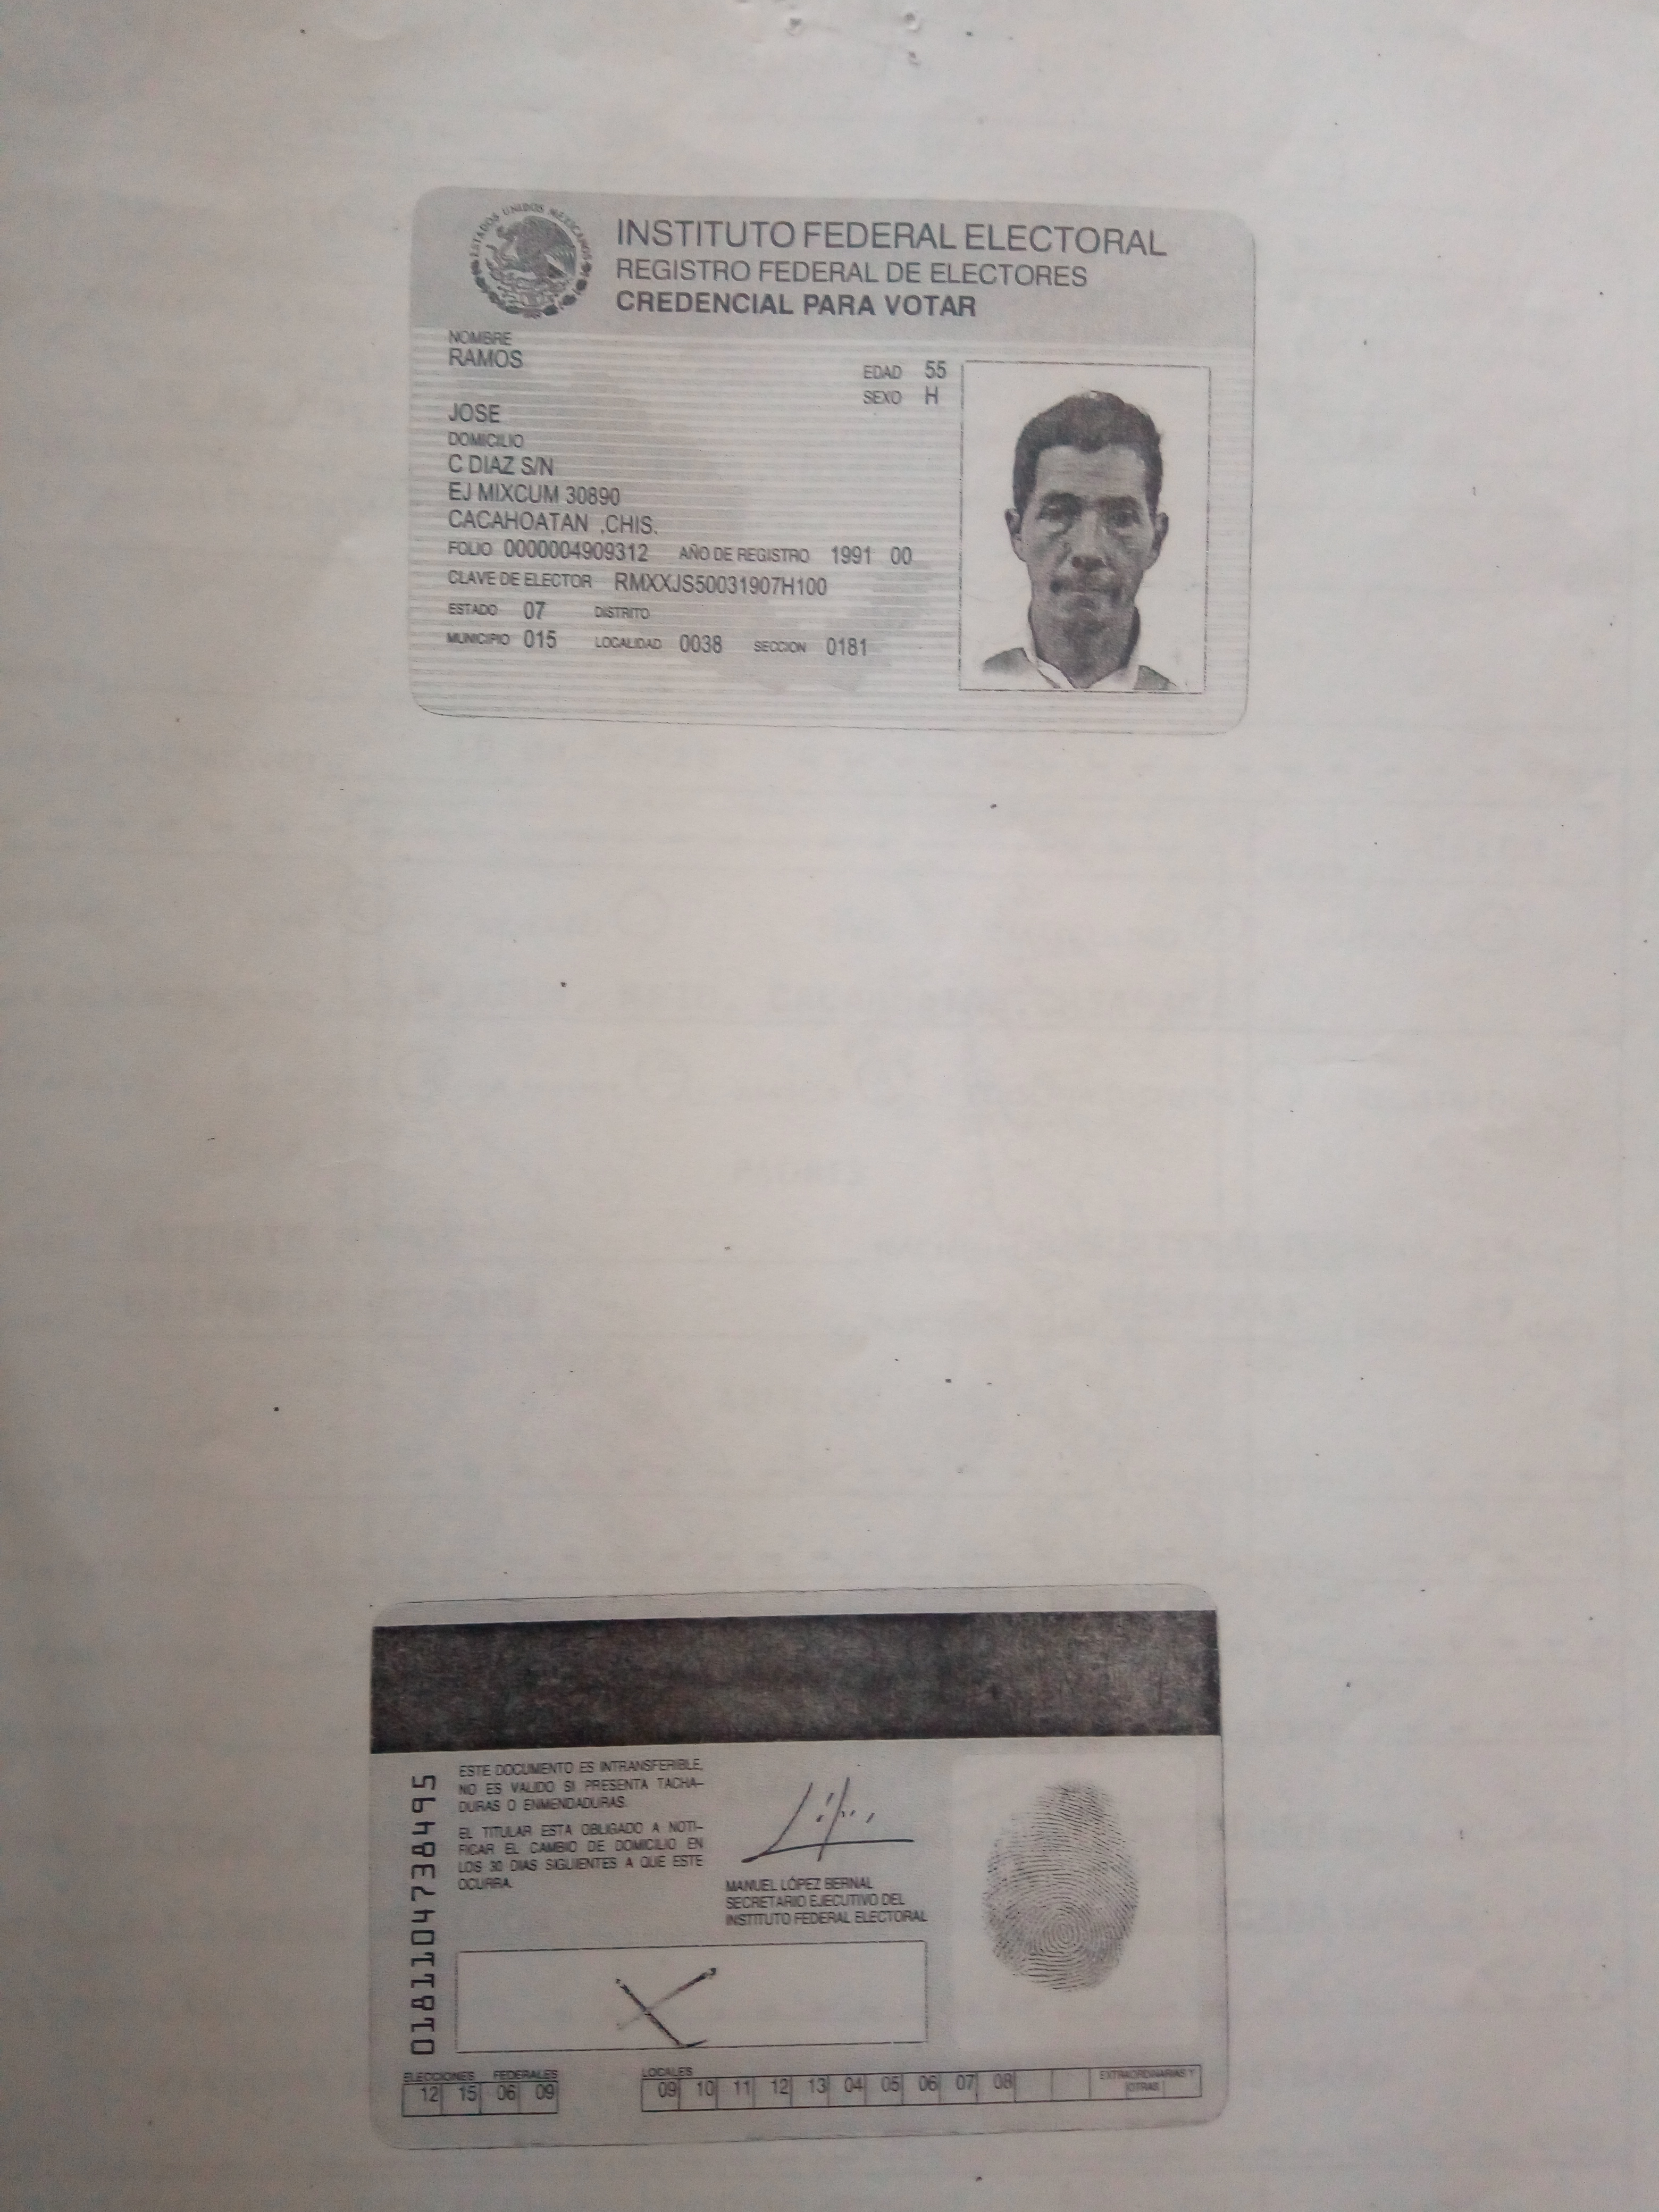 ESTADOS UNIDOS MEXICANOS
INSTITUTO FEDERAL ELECTORAL
REGISTRO FEDERAL DE ELECTORES
CREDENCIAL PARA VOTAR
NOMBRE
RAMOS
EDAD 55
SEXO H
JOSE
DOMICILIO
C DIAZ S/N
EJ MIXCUM 30890
CACAHOATAN ,CHIS.
FOLIO 0000004909312 AÑO DE REGISTRO 1991 00
CLAVE DE ELECTOR RMXXJS50031907H100
ESTADO 07 DISTRITO
MUNICIPIO 015 LOCALIDAD 0038 SECCION 0181
ESTE DOCUMENTO ES INTRANSFERIBLE,
NO ES VALIDO SI PRESENTA TACHA-
DURAS O ENMENDADURAS.
EL TITULAR ESTA OBLIGADO A NOTI-
FICAR EL CAMBIO DE DOMICILIO EN
LOS 30 DIAS SIGUIENTES A QUE ESTE
OCURRA.
MANUEL LÓPEZ BERNAL
SECRETARIO EJECUTIVO DEL
INSTITUTO FEDERAL ELECTORAL
0181104738495
ELECCIONES FEDERALES
12 15 06 09
LOCALES
09 10 11 12 13 04 05 06 07 08
EXTRAORDINARIAS Y
OTRAS